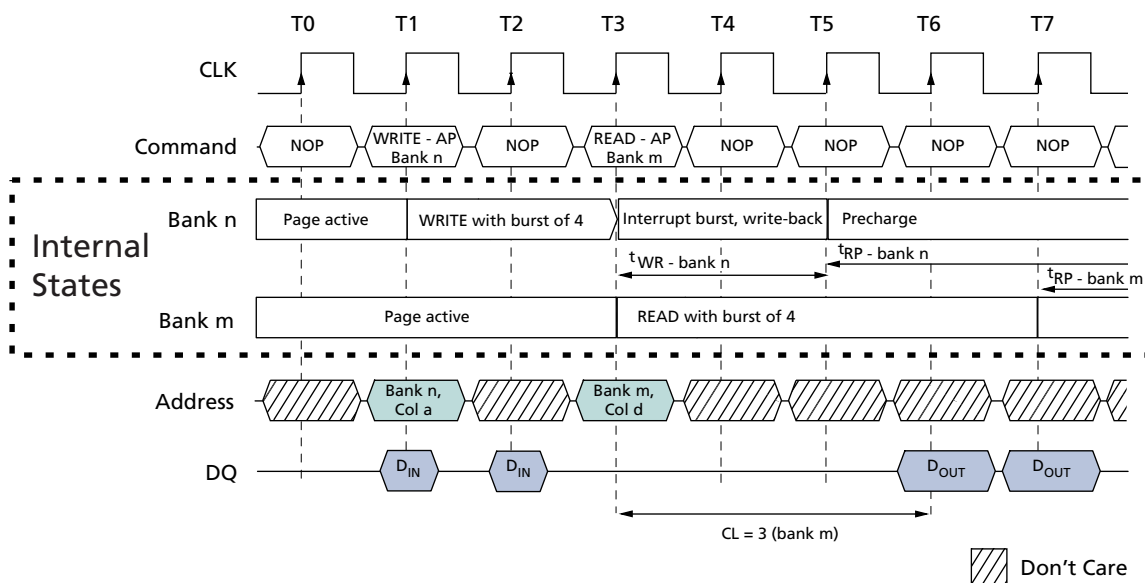 T0 T1 T2 T3 T4 T5 T6 T7
CLK
Command NOP WRITE - AP Bank n NOP READ - AP Bank m NOP NOP NOP NOP
Internal States
Bank n Page active WRITE with burst of 4 Interrupt burst, write-back Precharge
tWR - bank n tRP - bank n
tRP - bank m
Bank m Page active READ with burst of 4
Address Bank n, Col a Bank m, Col d
DQ DIN DIN DOUT DOUT
CL = 3 (bank m)
Don't Care